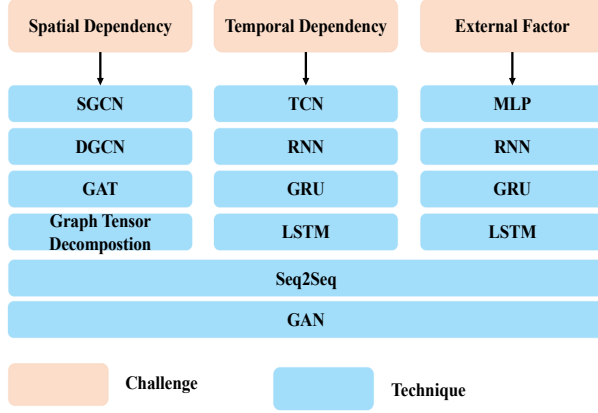 Spatial Dependency
Temporal Dependency
External Factor
SGCN
TCN
MLP
DGCN
RNN
RNN
GAT
GRU
GRU
Graph Tensor
Decompostion
LSTM
LSTM
Seq2Seq
GAN
Challenge
Technique